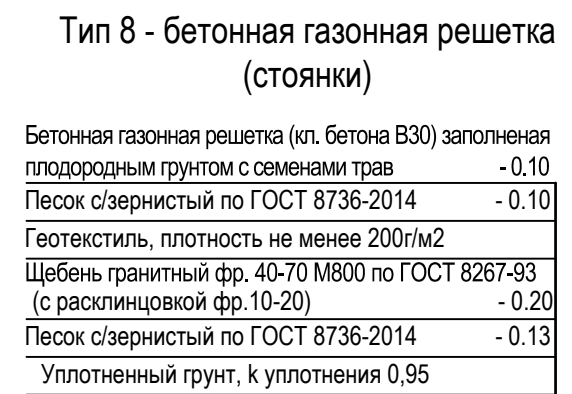 Тип 8 - бетонная газонная решетка
(стоянки)
Бетонная газонная решетка (кл. бетона В30) заполненая
плодородным грунтом с семенами трав - 0.10
Песок с/зернистый по ГОСТ 8736-2014 - 0.10
Геотекстиль, плотность не менее 200г/м2
Щебень гранитный фр. 40-70 М800 по ГОСТ 8267-93
(с расклинцовкой фр.10-20) - 0.20
Песок с/зернистый по ГОСТ 8736-2014 - 0.13
Уплотненный грунт, k уплотнения 0,95